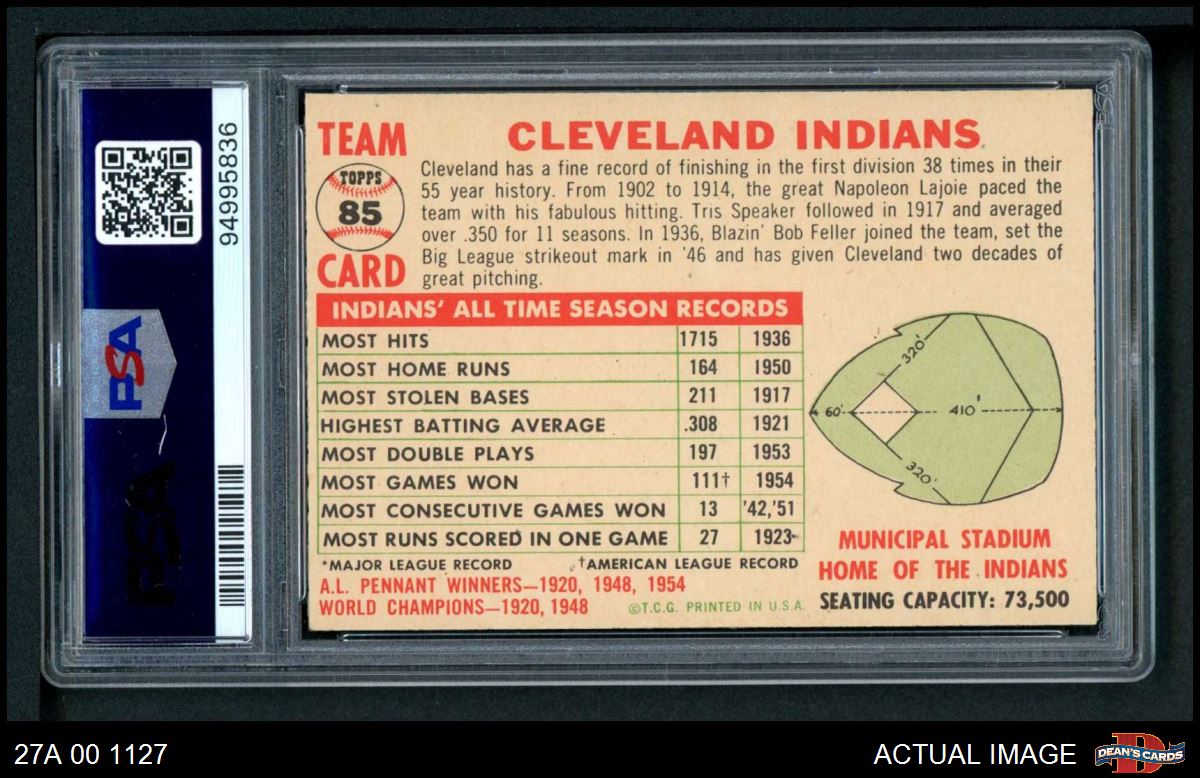 94995836
PSA
PSA
TEAM
TOPPS
85
CARD
CLEVELAND INDIANS
Cleveland has a fine record of finishing in the first division 38 times in their
55 year history. From 1902 to 1914, the great Napoleon Lajoie paced the
team with his fabulous hitting. Tris Speaker followed in 1917 and averaged
over .350 for 11 seasons. In 1936, Blazin' Bob Feller joined the team, set the
Big League strikeout mark in '46 and has given Cleveland two decades of
great pitching.
INDIANS' ALL TIME SEASON RECORDS
MOST HITS 1715 1936
MOST HOME RUNS 164 1950
MOST STOLEN BASES 211 1917
HIGHEST BATTING AVERAGE .308 1921
MOST DOUBLE PLAYS 197 1953
MOST GAMES WON 111† 1954
MOST CONSECUTIVE GAMES WON 13 '42,'51
MOST RUNS SCORED IN ONE GAME 27 1923
*MAJOR LEAGUE RECORD †AMERICAN LEAGUE RECORD
A.L. PENNANT WINNERS—1920, 1948, 1954
WORLD CHAMPIONS—1920, 1948 ©T.C.G. PRINTED IN U.S.A.
320'
60' 410'
320'
MUNICIPAL STADIUM
HOME OF THE INDIANS
SEATING CAPACITY: 73,500
27A 00 1127
ACTUAL IMAGE
DEAN'S CARDS